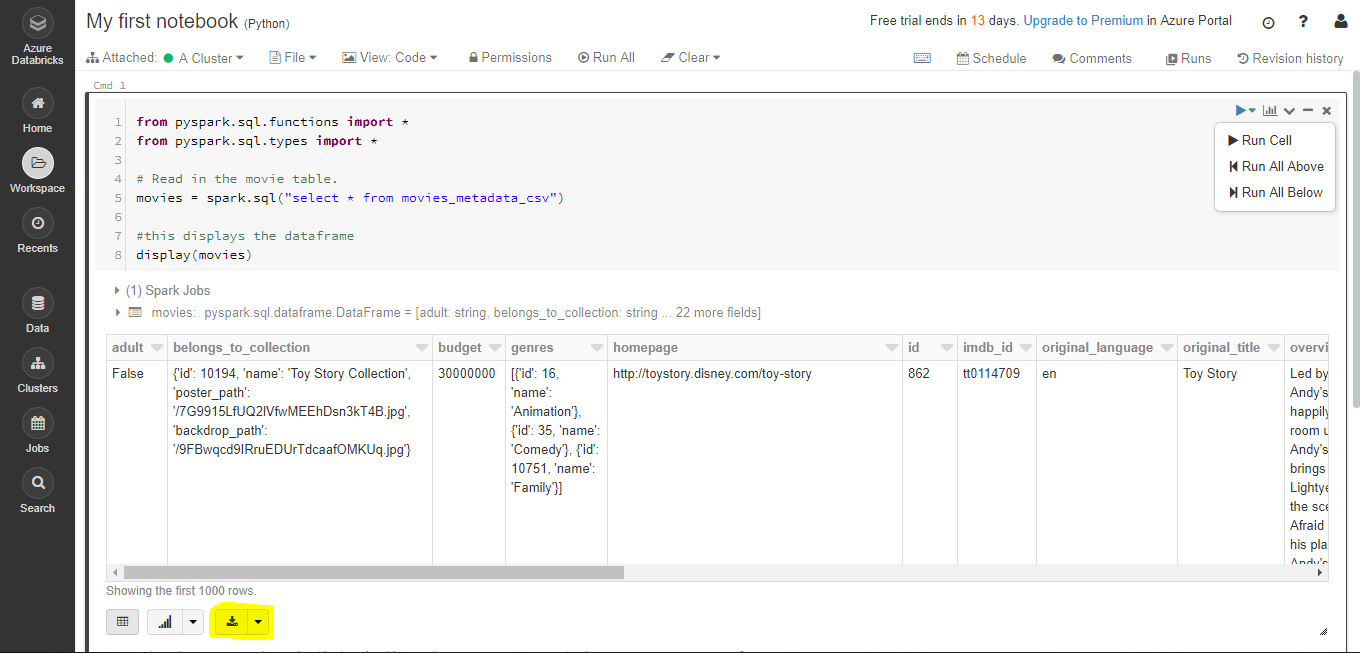 Azure
Databricks
Home
Workspace
Recents
Data
Clusters
Jobs
Search
My first notebook (Python)
Free trial ends in 13 days. Upgrade to Premium in Azure Portal
?
Attached: A Cluster File View: Code Permissions Run All Clear Schedule Comments Runs Revision history
Cmd 1
1 from pyspark.sql.functions import *
2 from pyspark.sql.types import *
3
4 # Read in the movie table.
5 movies = spark.sql("select * from movies_metadata_csv")
6
7 #this displays the dataframe
8 display(movies)
Run Cell
Run All Above
Run All Below
(1) Spark Jobs
movies: pyspark.sql.dataframe.DataFrame = [adult: string, belongs_to_collection: string ... 22 more fields]
adult belongs_to_collection budget genres homepage id imdb_id original_language original_title overvi
False {'id': 10194, 'name': 'Toy Story Collection', 30000000 [{'id': 16, http://toystory.disney.com/toy-story 862 tt0114709 en Toy Story Led by
'poster_path': 'name': Andy's
'/7G9915LfUQ2lVfwMEEhDsn3kT4B.jpg', 'Animation'}, happily
'backdrop_path': {'id': 35, 'name': room u
'/9FBwqcd9IRruEDUrTdcaafOMKUq.jpg'} 'Comedy'}, {'id': Andy's
10751, 'name': brings
'Family'}] Lightye
the sce
Afraid
his pla
Andy's
Showing the first 1000 rows.